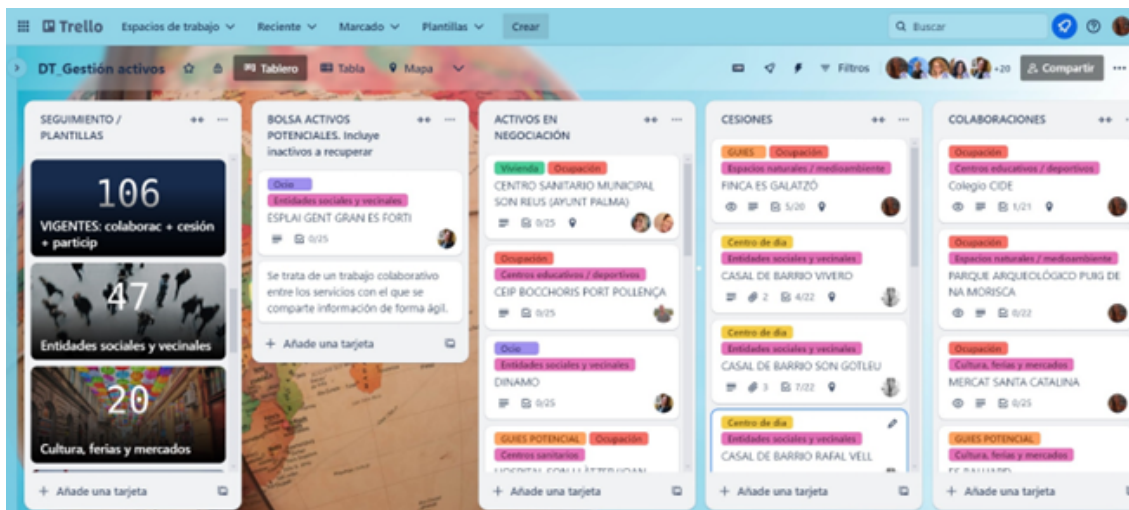 Trello
Espacios de trabajo
Reciente
Marcado
Plantillas
Crear
Buscar
DT_Gestión activos
Tablero
Tabla
Mapa
Filtros
+20
Compartir
SEGUIMIENTO /
PLANTILLAS
106
VIGENTES: colaborac + cesión
+ particip
47
Entidades sociales y vecinales
20
Cultura, ferias y mercados
+ Añade una tarjeta
BOLSA ACTIVOS
POTENCIALES. Incluye
inactivos a recuperar
Ocio
Entidades sociales y vecinales
ESPLAI GENT GRAN ES FORTI
0/25
Se trata de un trabajo colaborativo
entre los servicios con el que se
comparte información de forma ágil.
+ Añade una tarjeta
ACTIVOS EN
NEGOCIACIÓN
Vivienda Ocupación
CENTRO SANITARIO MUNICIPAL
SON REUS (AYUNT PALMA)
0/25
Ocupación
Centros educativos / deportivos
CEIP BOCCHORIS PORT POLLENÇA
0/25
Ocio
Entidades sociales y vecinales
DINAMO
0/25
GUIES POTENCIAL Ocupación
Centros sanitarios
+ Añade una tarjeta
CESIONES
GUIES Ocupación
Espacios naturales / medioambiente
FINCA ES GALATZÓ
5/20
Centro de dia
Entidades sociales y vecinales
CASAL DE BARRIO VIVERO
2 4/22
Centro de dia
Entidades sociales y vecinales
CASAL DE BARRIO SON GOTLEU
3 7/22
Centro de dia
Entidades sociales y vecinales
CASAL DE BARRIO RAFAL VELL
+ Añade una tarjeta
COLABORACIONES
Ocupación
Centros educativos / deportivos
Colegio CIDE
1/21
Ocupación
Espacios naturales / medioambiente
PARQUE ARQUEOLÓGICO PUIG DE
NA MORISCA
0/22
Ocupación
Cultura, ferias y mercados
MERCAT SANTA CATALINA
0/25
GUIES POTENCIAL
Cultura, ferias y mercados
+ Añade una tarjeta